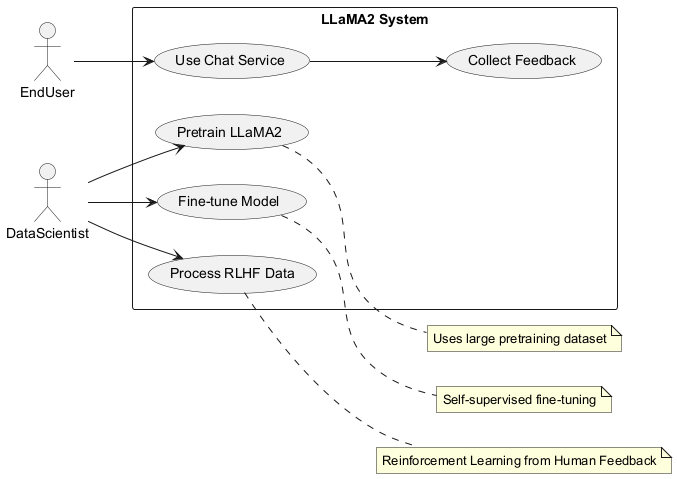 LLaMA2 System
Use Chat Service
Collect Feedback
EndUser
Pretrain LLaMA2
Fine-tune Model
DataScientist
Process RLHF Data
Uses large pretraining dataset
Self-supervised fine-tuning
Reinforcement Learning from Human Feedback